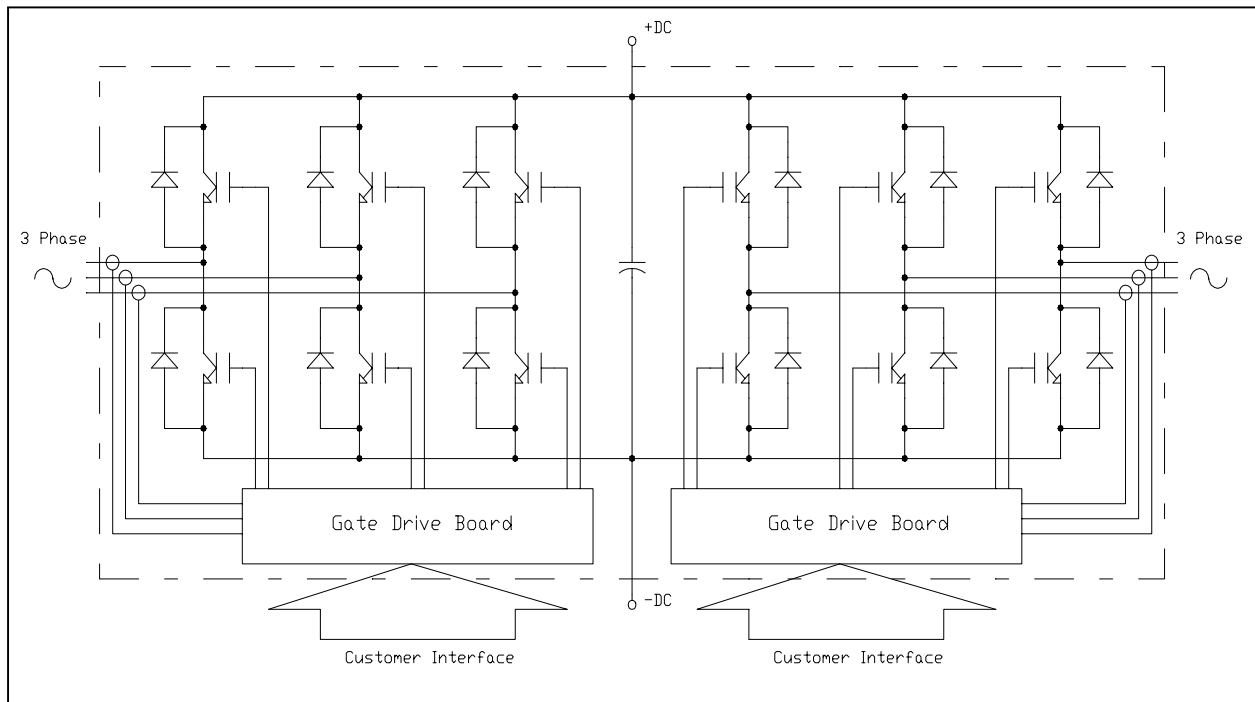 +DC
3 Phase
3 Phase
Gate Drive Board
Gate Drive Board
-DC
Customer Interface
Customer Interface